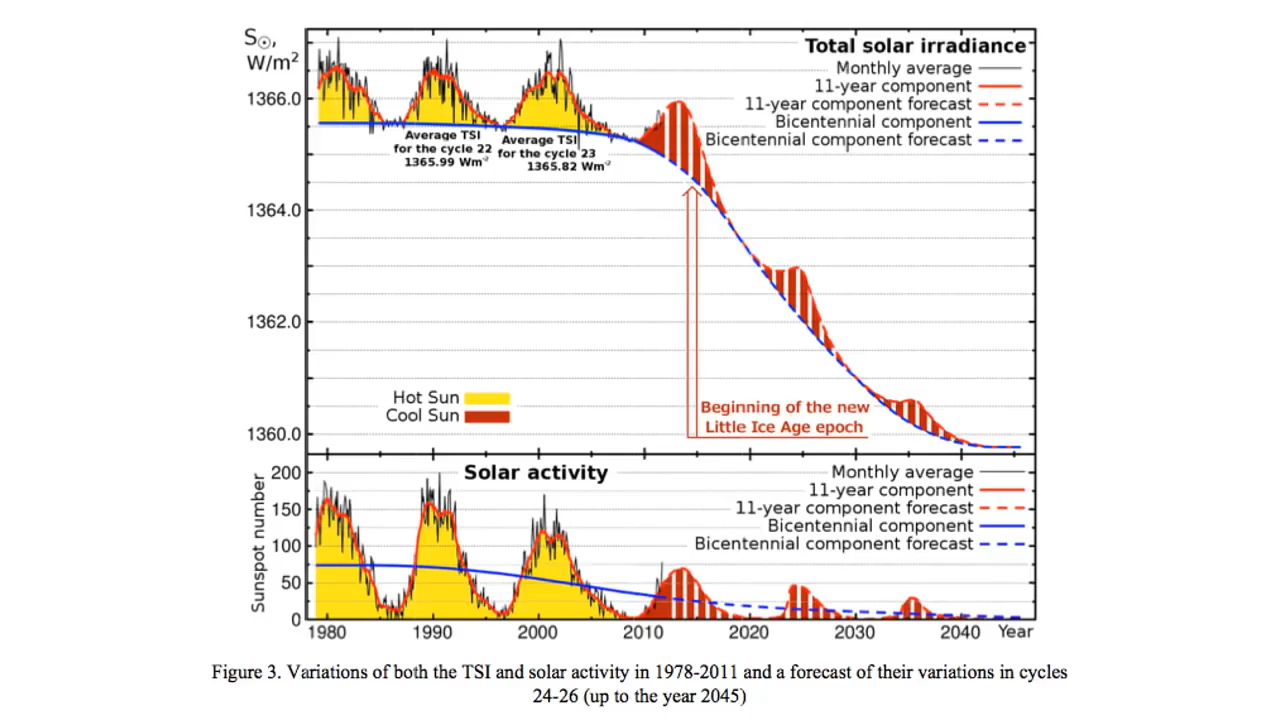 S☉,
W/m²
Total solar irradiance
Monthly average
11-year component
11-year component forecast
Bicentennial component
Bicentennial component forecast
1366.0
1364.0
1362.0
1360.0
Average TSI
for the cycle 22
1365.99 Wm⁻²
Average TSI
for the cycle 23
1365.82 Wm⁻²
Hot Sun
Cool Sun
Beginning of the new
Little Ice Age epoch
Solar activity
Monthly average
11-year component
11-year component forecast
Bicentennial component
Bicentennial component forecast
Sunspot number
200
150
100
50
0
1980 1990 2000 2010 2020 2030 2040 Year
Figure 3. Variations of both the TSI and solar activity in 1978-2011 and a forecast of their variations in cycles
24-26 (up to the year 2045)